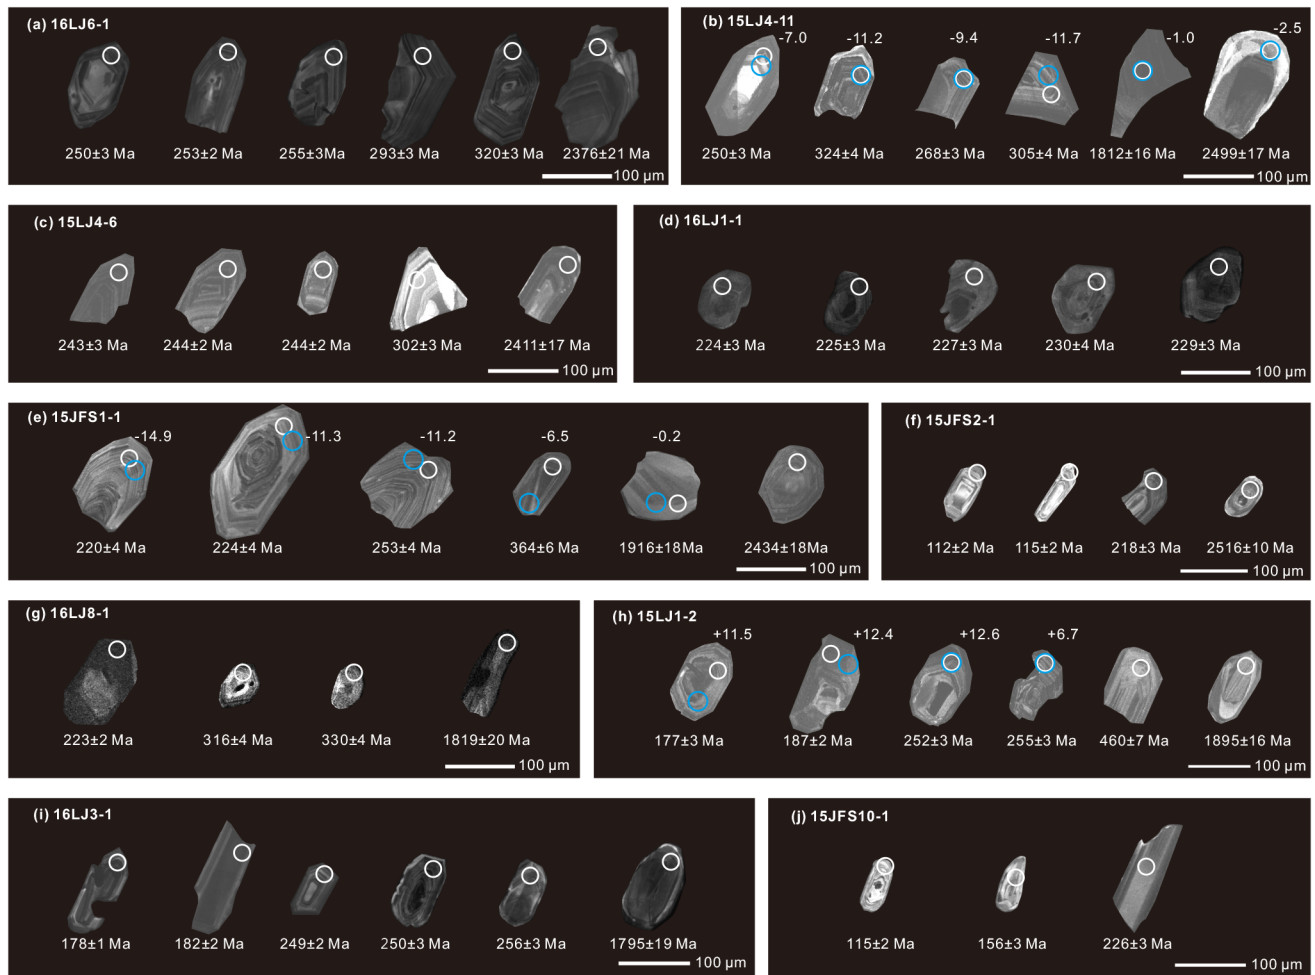 (a) 16LJ6-1
250±3 Ma 253±2 Ma 255±3Ma 293±3 Ma 320±3 Ma 2376±21 Ma
100 µm
(b) 15LJ4-11
-7.0 -11.2 -9.4 -11.7 -1.0 -2.5
250±3 Ma 324±4 Ma 268±3 Ma 305±4 Ma 1812±16 Ma 2499±17 Ma
100 µm
(c) 15LJ4-6
243±3 Ma 244±2 Ma 244±2 Ma 302±3 Ma 2411±17 Ma
100 µm
(d) 16LJ1-1
224±3 Ma 225±3 Ma 227±3 Ma 230±4 Ma 229±3 Ma
100 µm
(e) 15JFS1-1
-14.9 -11.3 -11.2 -6.5 -0.2
220±4 Ma 224±4 Ma 253±4 Ma 364±6 Ma 1916±18Ma 2434±18Ma
100 µm
(f) 15JFS2-1
112±2 Ma 115±2 Ma 218±3 Ma 2516±10 Ma
100 µm
(g) 16LJ8-1
223±2 Ma 316±4 Ma 330±4 Ma 1819±20 Ma
100 µm
(h) 15LJ1-2
+11.5 +12.4 +12.6 +6.7
177±3 Ma 187±2 Ma 252±3 Ma 255±3 Ma 460±7 Ma 1895±16 Ma
100 µm
(i) 16LJ3-1
178±1 Ma 182±2 Ma 249±2 Ma 250±3 Ma 256±3 Ma 1795±19 Ma
100 µm
(j) 15JFS10-1
115±2 Ma 156±3 Ma 226±3 Ma
100 µm